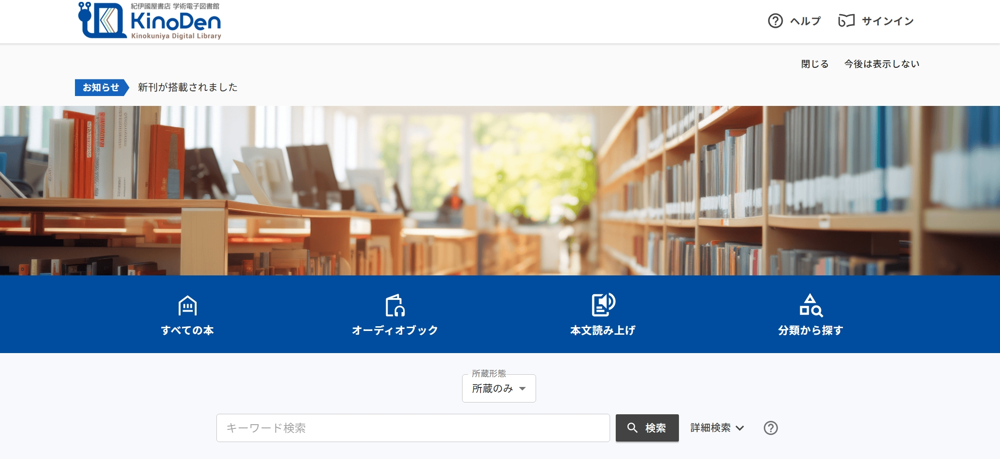 紀伊國屋書店 学術電子図書館
KinoDen
Kinokuniya Digital Library
ヘルプ
サインイン
閉じる
今後は表示しない
お知らせ
新刊が搭載されました
すべての本
オーディオブック
本文読み上げ
分類から探す
所蔵形態
所蔵のみ
キーワード検索
検索
詳細検索